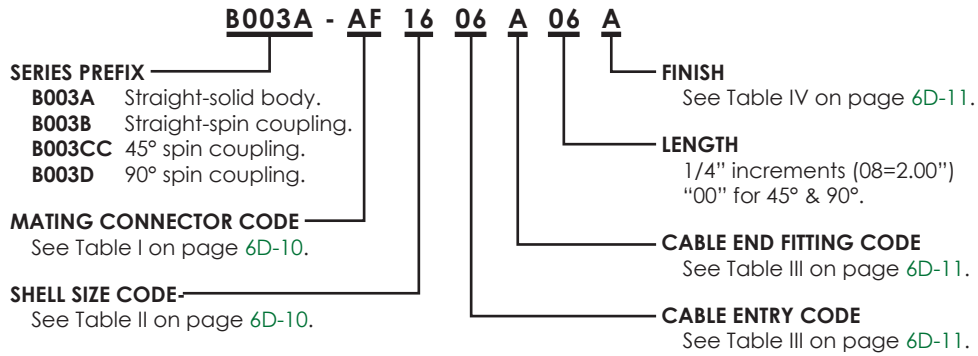 B003A - AF 16 06 A 06 A
SERIES PREFIX
B003A Straight-solid body.
B003B Straight-spin coupling.
B003CC 45° spin coupling.
B003D 90° spin coupling.
MATING CONNECTOR CODE
See Table I on page 6D-10.
SHELL SIZE CODE-
See Table II on page 6D-10.
FINISH
See Table IV on page 6D-11.
LENGTH
1/4” increments (08=2.00”)
“00” for 45° & 90°.
CABLE END FITTING CODE
See Table III on page 6D-11.
CABLE ENTRY CODE
See Table III on page 6D-11.